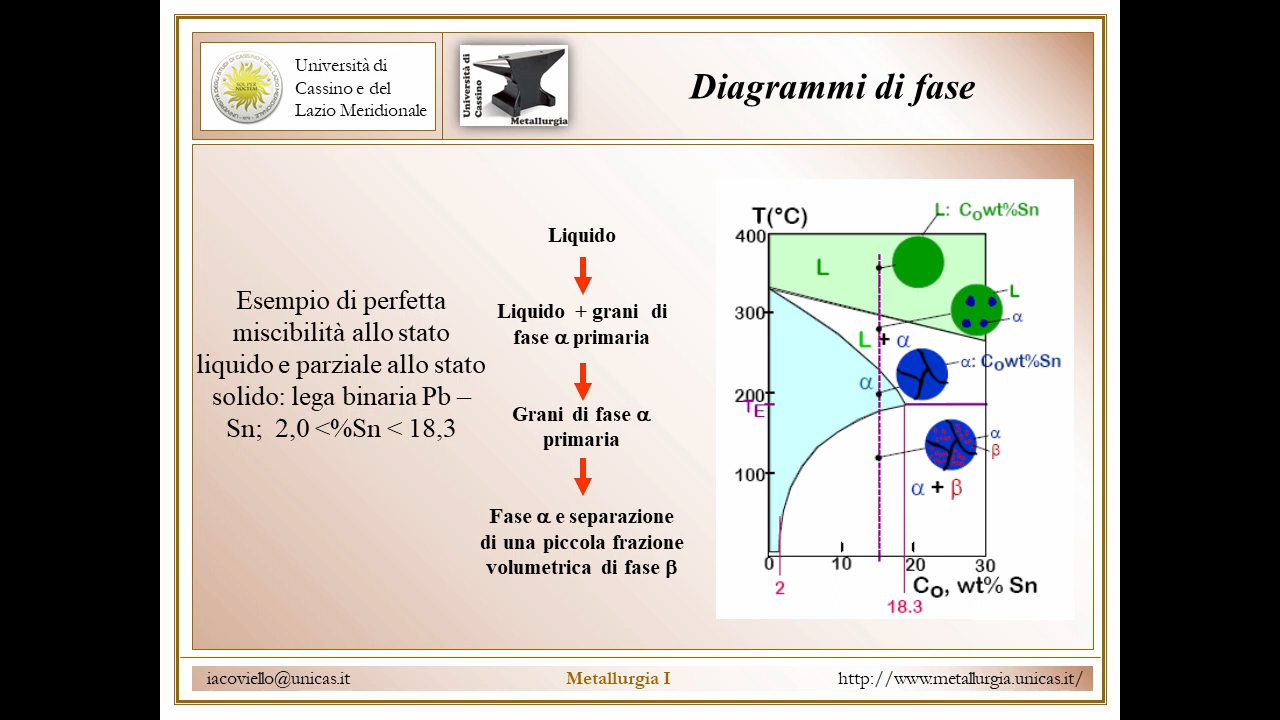 Università di
Cassino e del
Lazio Meridionale
Università di
Cassino
Metallurgia
Diagrammi di fase
Esempio di perfetta
miscibilità allo stato
liquido e parziale allo stato
solido: lega binaria Pb –
Sn;  2,0 <%Sn < 18,3
Liquido
Liquido + grani di
fase α primaria
Grani di fase α
primaria
Fase α e separazione
di una piccola frazione
volumetrica di fase β
T(°C)
L: Cowt%Sn
400
L
L
300
α
L + α
α: Cowt%Sn
α
200
TE
α
β
100
α + β
0
10
20
30
2
18.3
Co, wt% Sn
iacoviello@unicas.it
Metallurgia I
http://www.metallurgia.unicas.it/